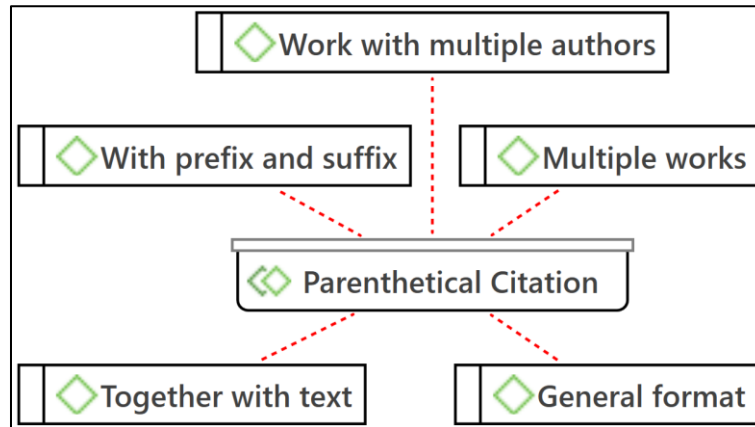 Work with multiple authors
With prefix and suffix
Multiple works
Parenthetical Citation
Together with text
General format